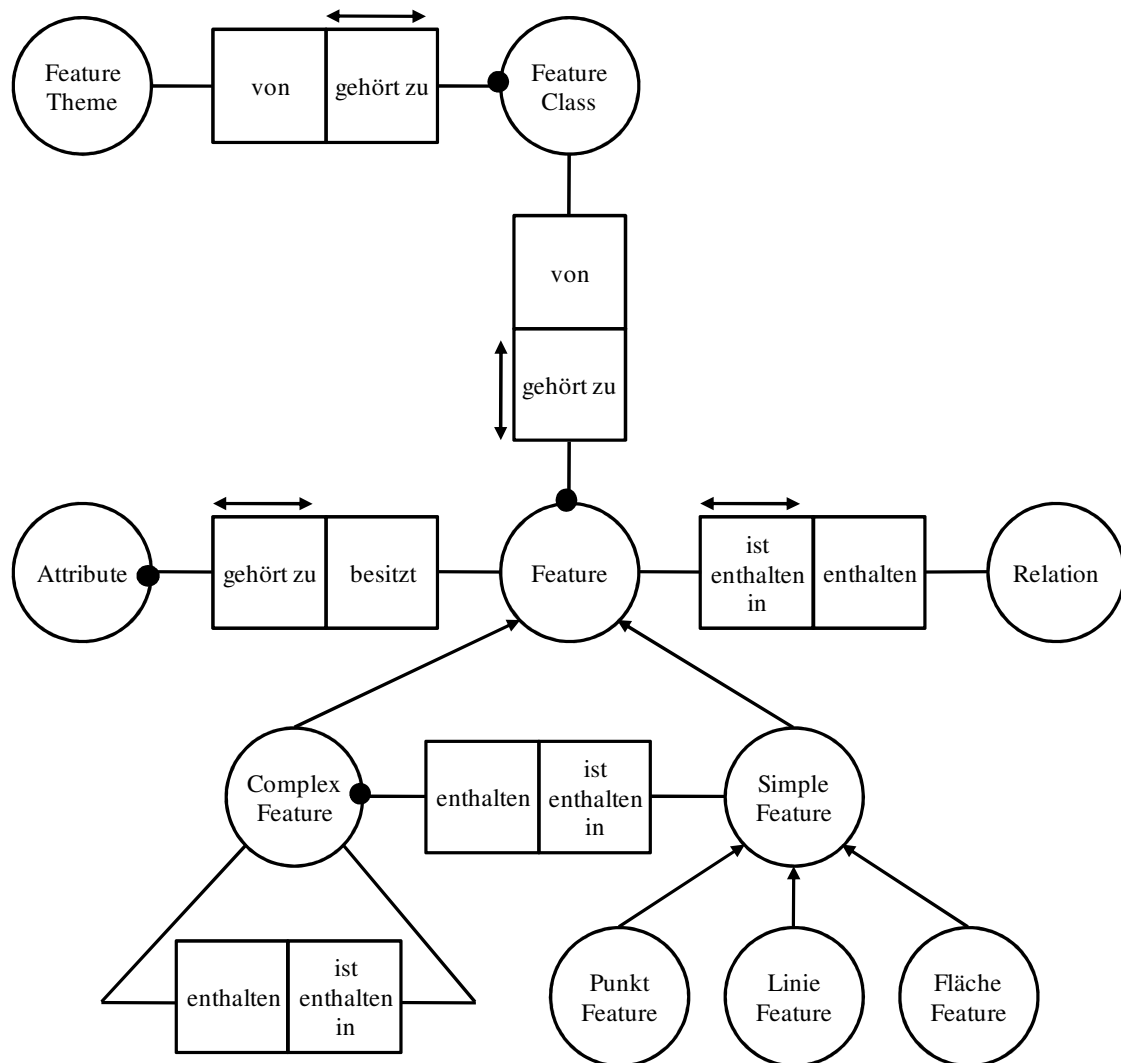 Feature
Theme
von
gehört zu
Feature
Class
von
gehört zu
Attribute
gehört zu
besitzt
Feature
ist
enthalten
in
enthalten
Relation
Complex
Feature
enthalten
ist
enthalten
in
Simple
Feature
enthalten
ist
enthalten
in
Punkt
Feature
Linie
Feature
Fläche
Feature